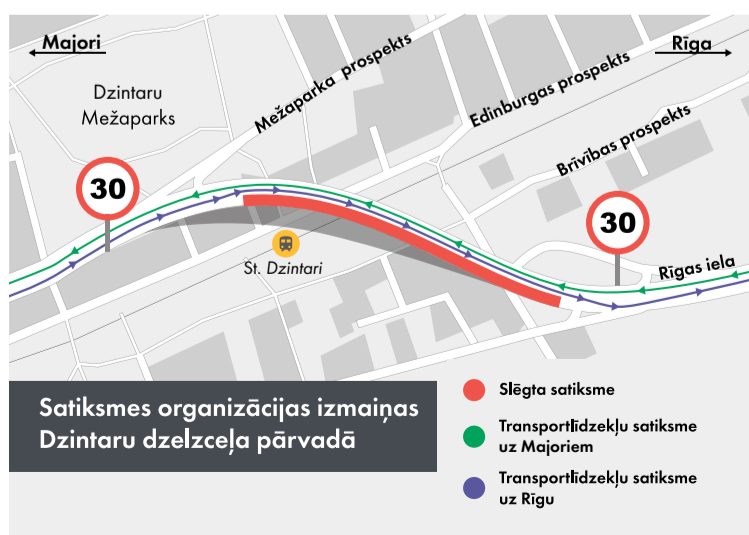 Majori
Rīga
Dzintaru
Mežaparks
Mežaparka prospekts
Edinburgas prospekts
Brīvības prospekts
30
30
St. Dzintari
Rīgas iela
Satiksmes organizācijas izmaiņas
Dzintaru dzelzceļa pārvadā
Slēgta satiksme
Transportlīdzekļu satiksme
uz Majoriem
Transportlīdzekļu satiksme
uz Rīgu